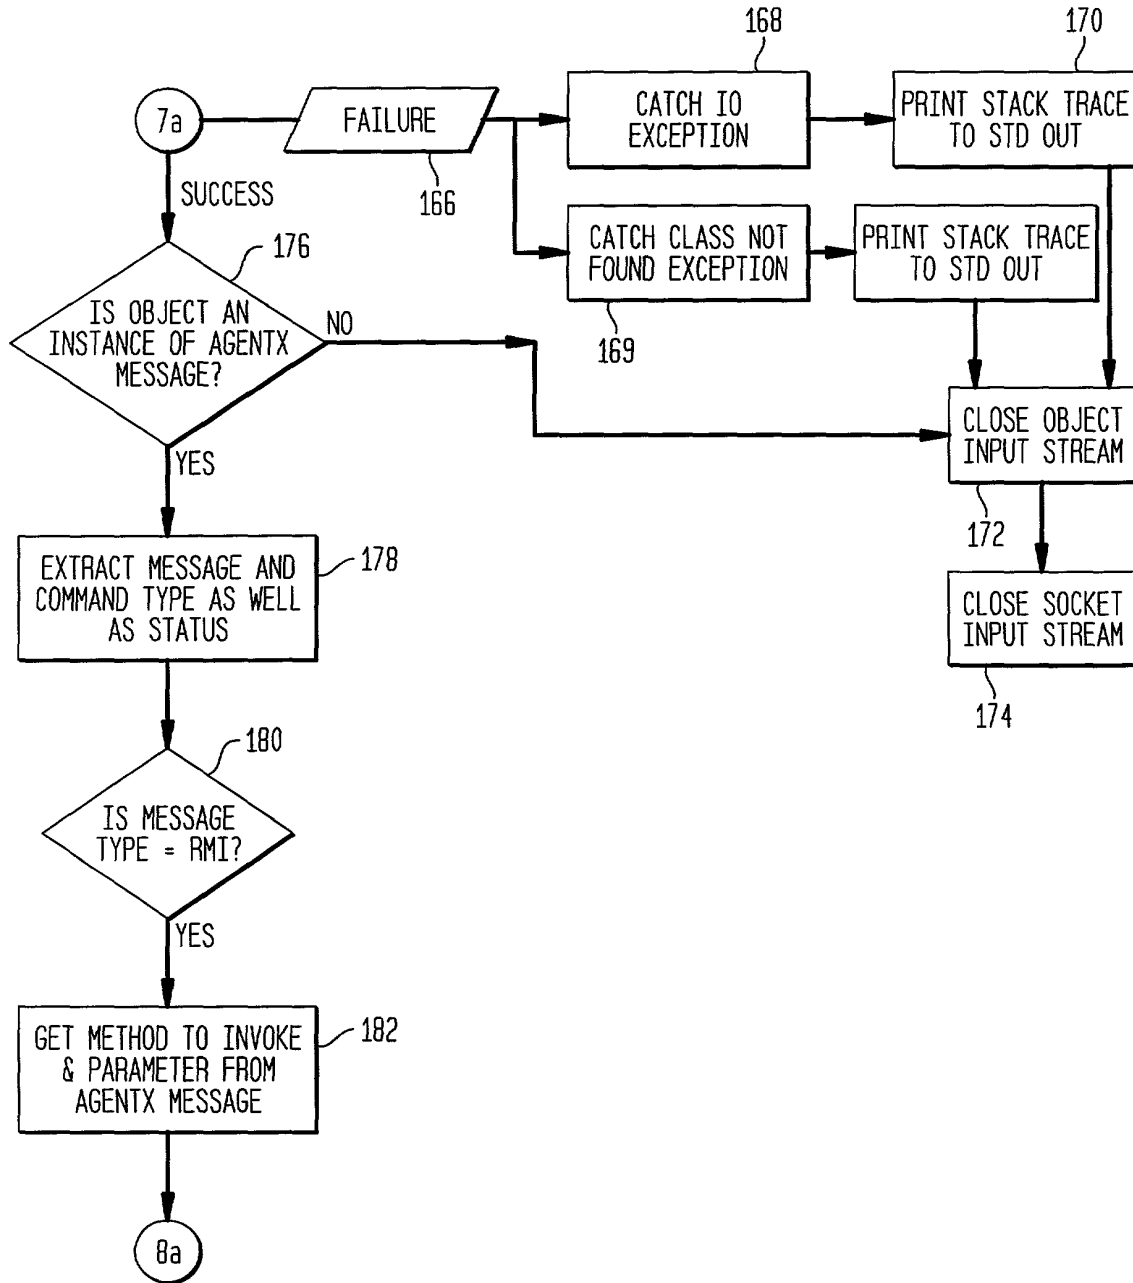 168
170
7a
FAILURE
CATCH IO
EXCEPTION
PRINT STACK TRACE
TO STD OUT
SUCCESS
166
176
CATCH CLASS NOT
FOUND EXCEPTION
PRINT STACK TRACE
TO STD OUT
169
IS OBJECT AN
INSTANCE OF AGENTX
MESSAGE?
NO
YES
CLOSE OBJECT
INPUT STREAM
172
EXTRACT MESSAGE AND
COMMAND TYPE AS WELL
AS STATUS
178
CLOSE SOCKET
INPUT STREAM
174
180
IS MESSAGE
TYPE = RMI?
YES
GET METHOD TO INVOKE
& PARAMETER FROM
AGENTX MESSAGE
182
8a